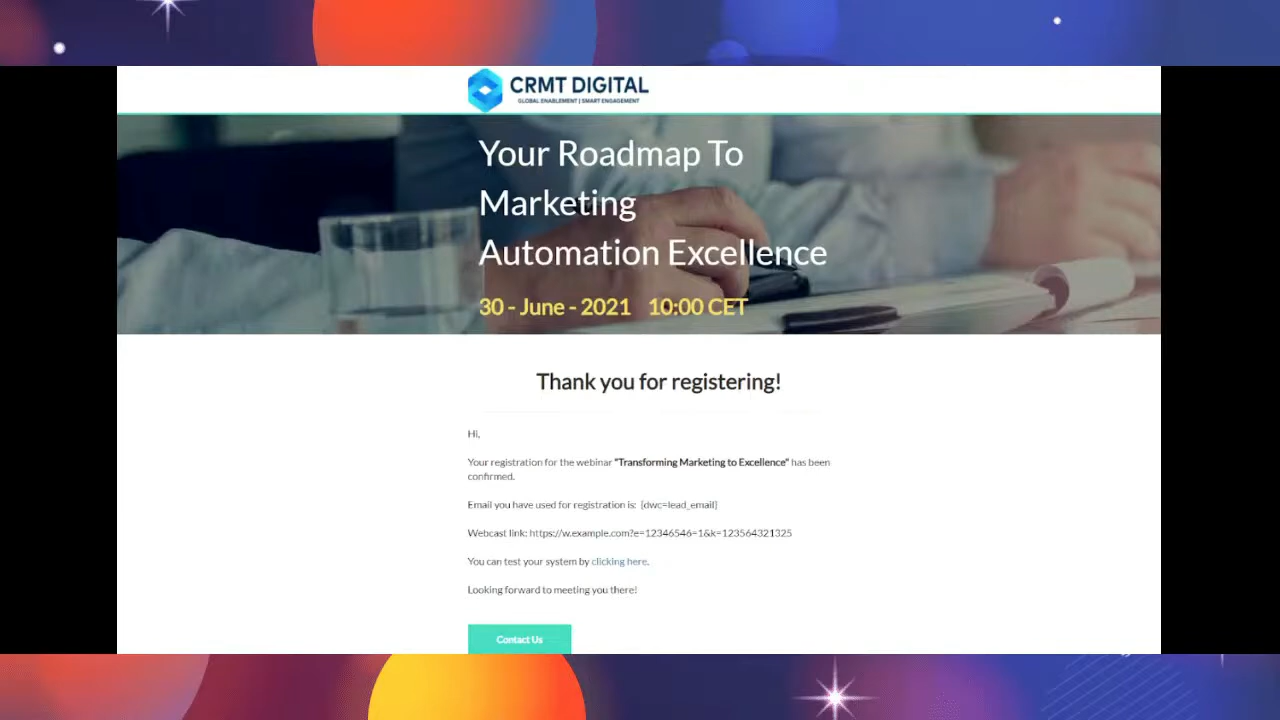 CRMT DIGITAL
GLOBAL ENABLEMENT | SMART ENGAGEMENT
Your Roadmap To
Marketing
Automation Excellence
30 - June - 2021 10:00 CET
Thank you for registering!
Hi,
Your registration for the webinar "Transforming Marketing to Excellence" has been
confirmed.
Email you have used for registration is: {dwc=lead_email}
Webcast link: https://w.example.com?e=12346546=1&k=123564321325
You can test your system by clicking here.
Looking forward to meeting you there!
Contact Us